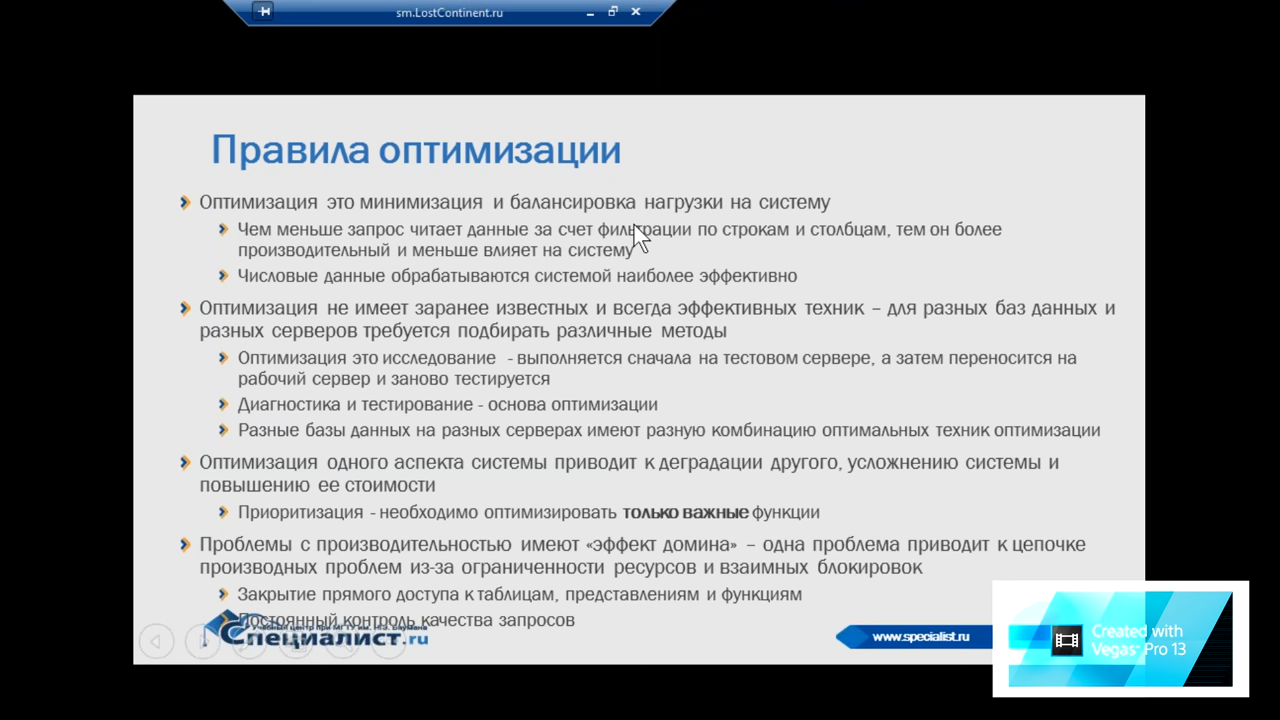 sm.LostContinent.ru
Правила оптимизации
Оптимизация это минимизация и балансировка нагрузки на систему
Чем меньше запрос читает данные за счет фильтрации по строкам и столбцам, тем он более
производительный и меньше влияет на систему
Числовые данные обрабатываются системой наиболее эффективно
Оптимизация не имеет заранее известных и всегда эффективных техник – для разных баз данных и
разных серверов требуется подбирать различные методы
Оптимизация это исследование - выполняется сначала на тестовом сервере, а затем переносится на
рабочий сервер и заново тестируется
Диагностика и тестирование - основа оптимизации
Разные базы данных на разных серверах имеют разную комбинацию оптимальных техник оптимизации
Оптимизация одного аспекта системы приводит к деградации другого, усложнению системы и
повышению ее стоимости
Приоритизация - необходимо оптимизировать только важные функции
Проблемы с производительностью имеют «эффект домина» – одна проблема приводит к цепочке
производных проблем из-за ограниченности ресурсов и взаимных блокировок
Закрытие прямого доступа к таблицам, представлениям и функциям
Постоянный контроль качества запросов
Специалист.ru
www.specialist.ru
Created with
Vegas Pro 13